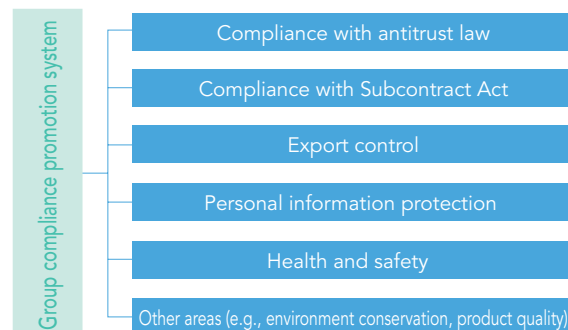 Group compliance promotion system
Compliance with antitrust law
Compliance with Subcontract Act
Export control
Personal information protection
Health and safety
Other areas (e.g., environment conservation, product quality)